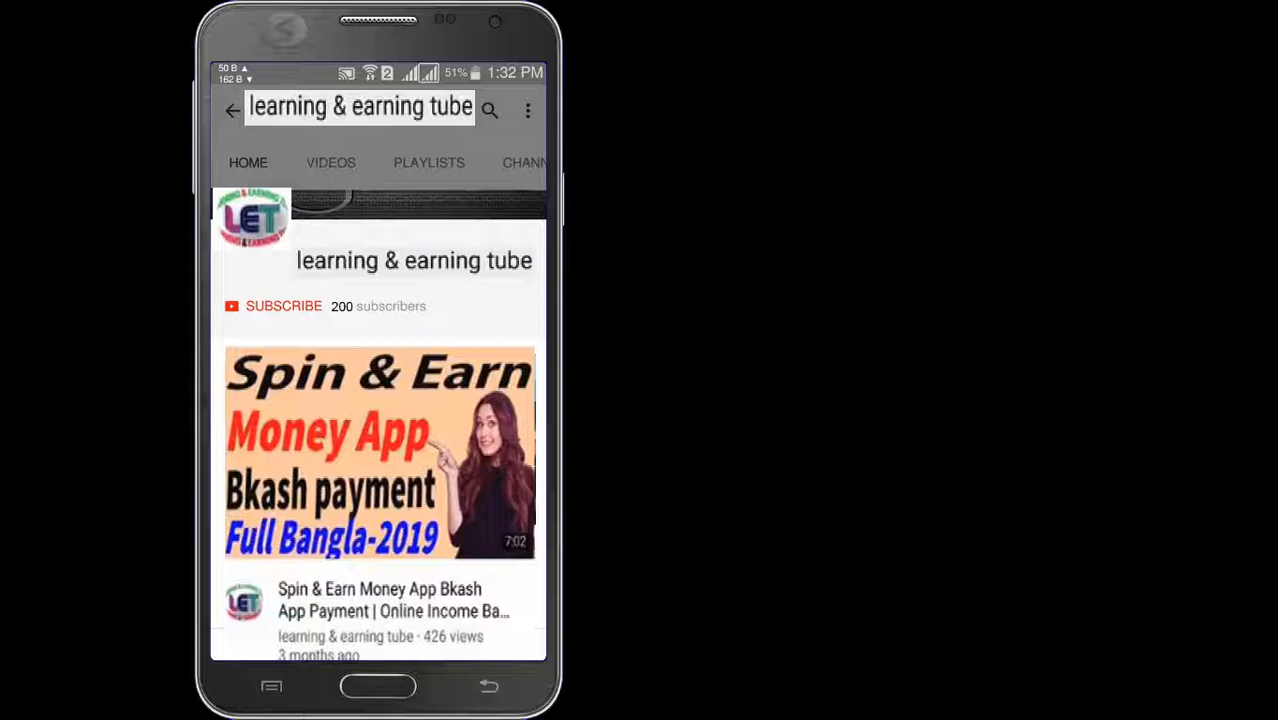 50 B
162 B
2
51%
1:32 PM
learning & earning tube
HOME VIDEOS PLAYLISTS CHANN
LET
learning & earning tube
SUBSCRIBE 200 subscribers
Spin & Earn
Money App
Bkash payment
Full Bangla-2019
7:02
LET
Spin & Earn Money App Bkash
App Payment | Online Income Ba...
learning & earning tube · 426 views
3 months ago